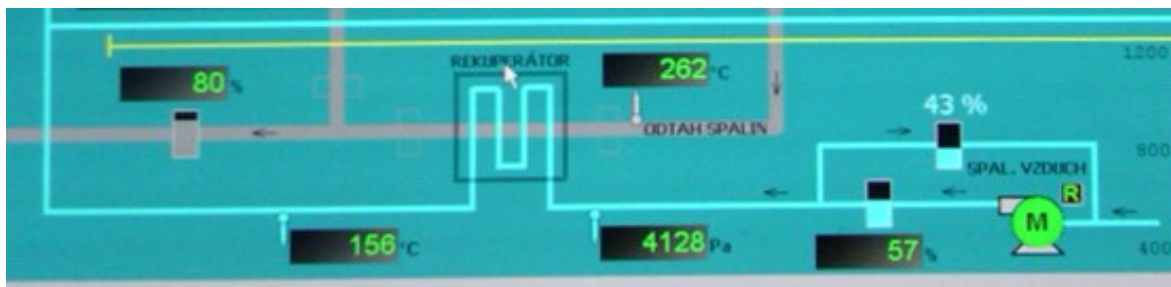 1200
REKUPERÁTOR
262 °C
80 %
43 %
ODTAH SPALIN
800
SPAL. VZDUCH
R
M
156 °C
4128 Pa
57 %
400